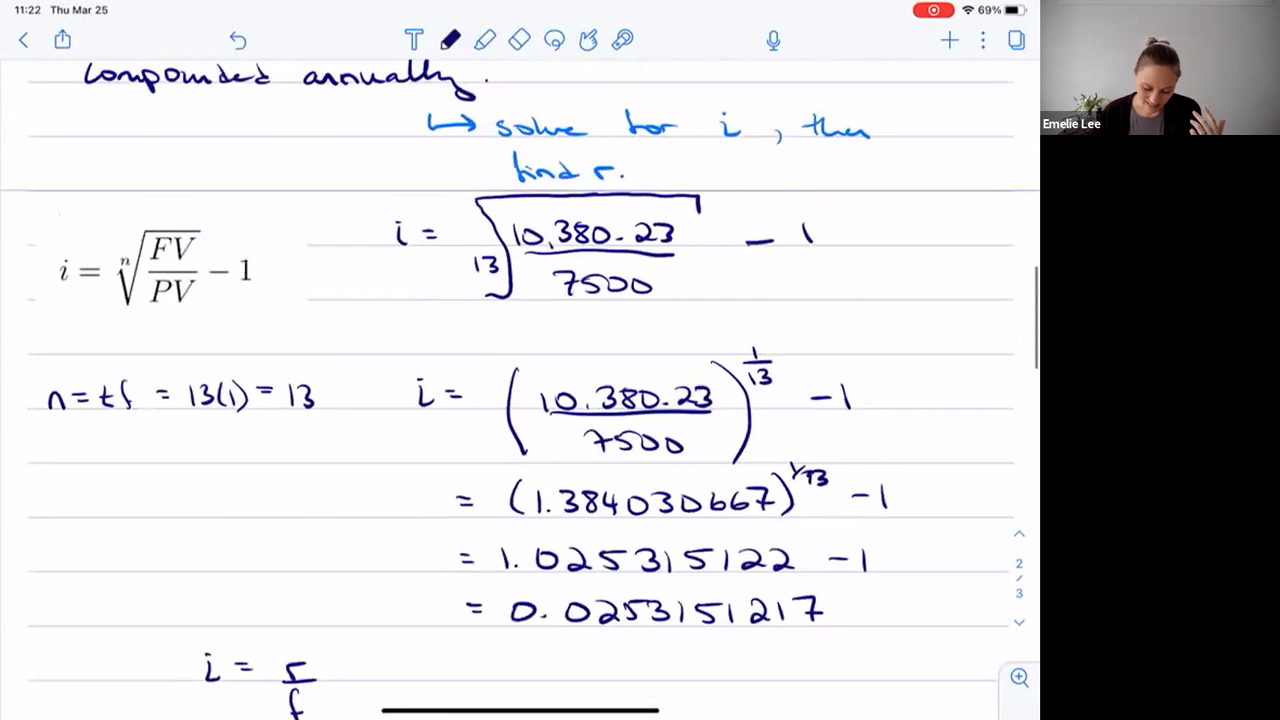 11:22 Thu Mar 25
69%
T
compounded annually.
↳ solve for i, then
find r.
i = ⁿ√(FV/PV) − 1
i = ¹³√(10,380.23/7500) − 1
n = tf = 13(1) = 13
i = (10,380.23/7500)^(1/13) − 1
= (1.384030667)^(1/13) − 1
= 1.025315122 − 1
= 0.0253151217
i = r/f
2/3
Emelie Lee